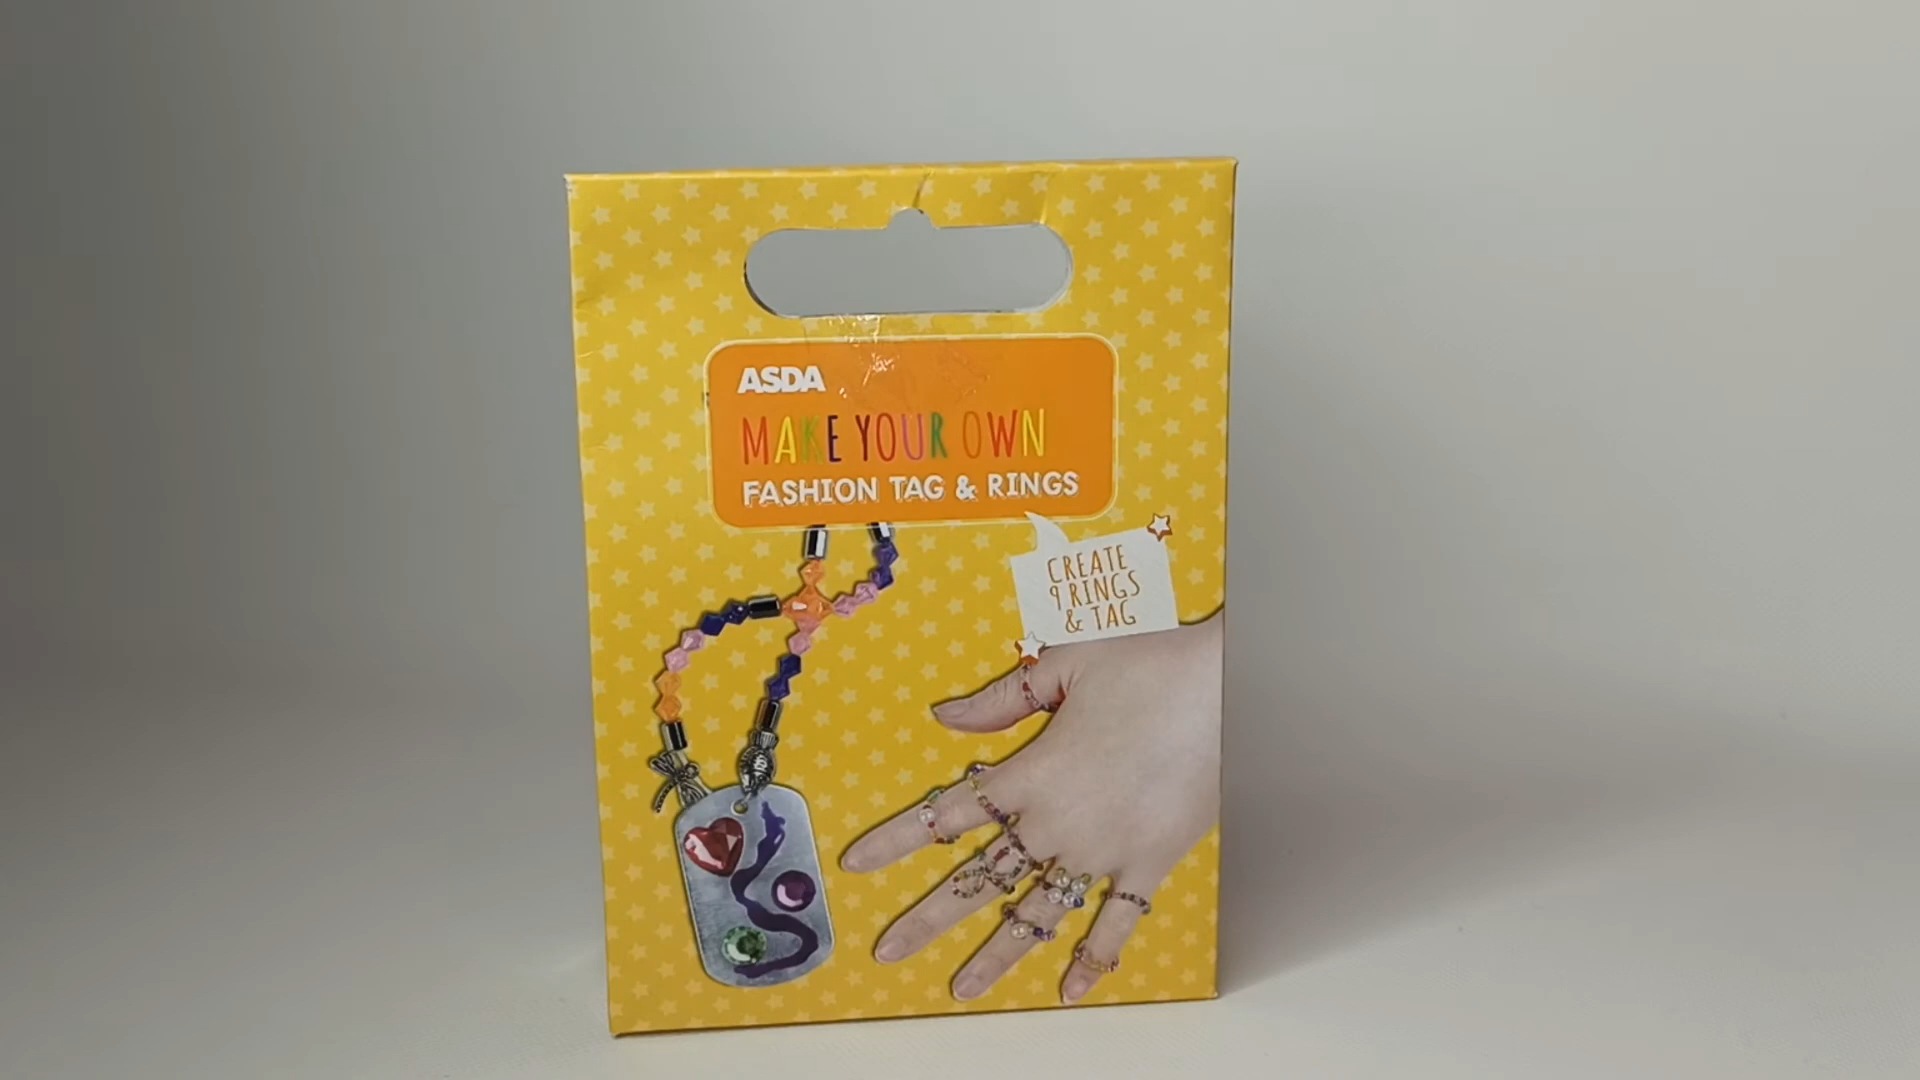 ASDA
MAKE YOUR OWN
FASHION TAG & RINGS
CREATE
9 RINGS
& TAG